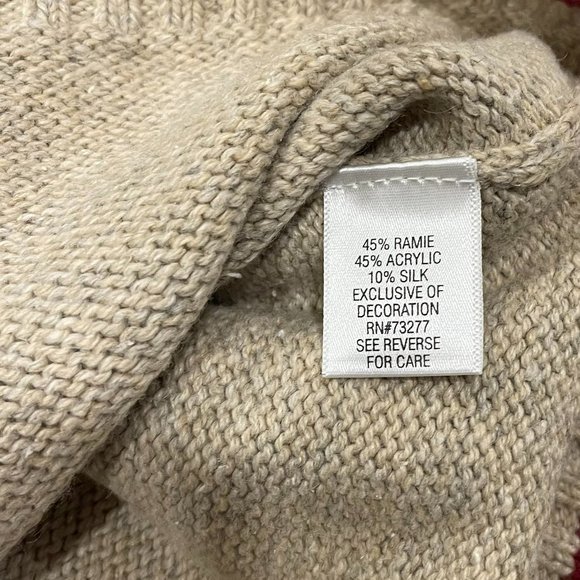 45% RAMIE
45% ACRYLIC
10% SILK
EXCLUSIVE OF
DECORATION
RN#73277
SEE REVERSE
FOR CARE